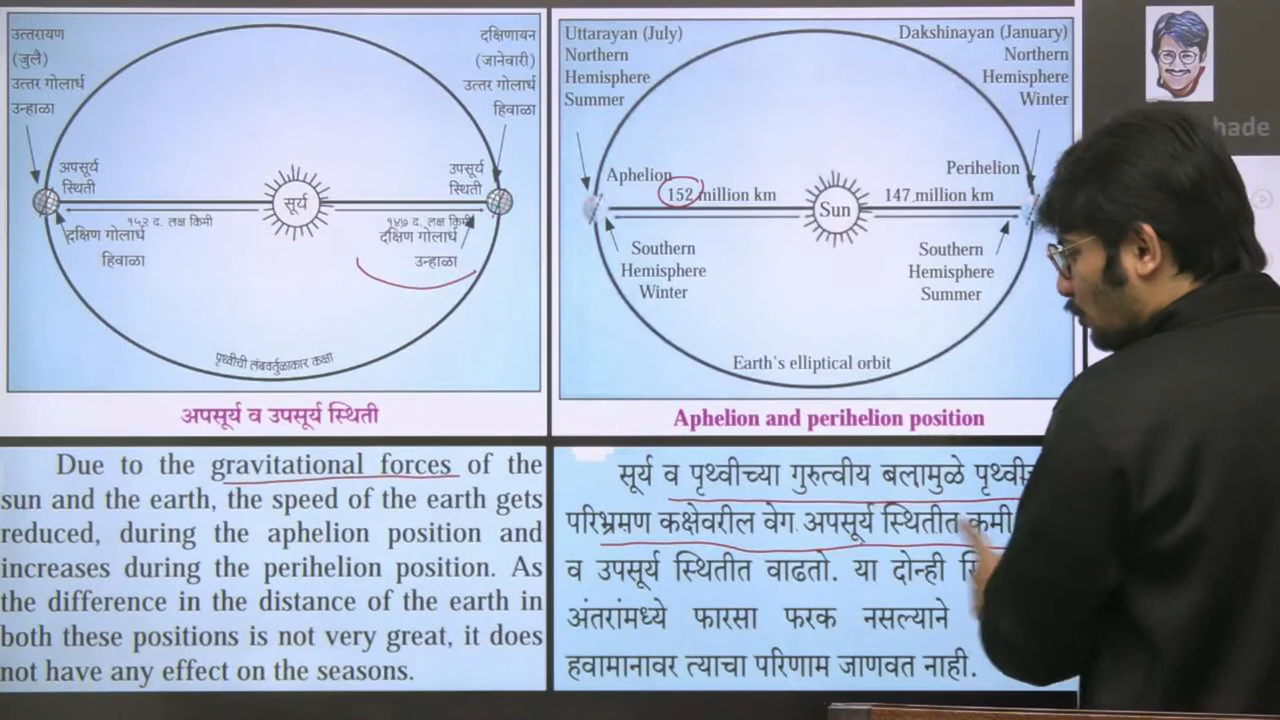 उत्तरायण
(जुलै)
उत्तर गोलार्ध
उन्हाळा
दक्षिणायन
(जानेवारी)
उत्तर गोलार्ध
हिवाळा
अपसूर्य
स्थिती
उपसूर्य
स्थिती
सूर्य
१५२ द. लक्ष किमी
१४७ द. लक्ष किमी
दक्षिण गोलार्ध
हिवाळा
दक्षिण गोलार्ध
उन्हाळा
पृथ्वीची लंबवर्तुळाकार कक्षा
अपसूर्य व उपसूर्य स्थिती
Uttarayan (July)
Northern
Hemisphere
Summer
Dakshinayan (January)
Northern
Hemisphere
Winter
Aphelion
Perihelion
152 million km
Sun
147 million km
Southern
Hemisphere
Winter
Southern
Hemisphere
Summer
Earth's elliptical orbit
Aphelion and perihelion position
Due to the gravitational forces of the
sun and the earth, the speed of the earth gets
reduced, during the aphelion position and
increases during the perihelion position. As
the difference in the distance of the earth in
both these positions is not very great, it does
not have any effect on the seasons.
सूर्य व पृथ्वीच्या गुरुत्वीय बलामुळे
परिभ्रमण कक्षेवरील वेग अपसूर्य स्थितीत कमी
व उपसूर्य स्थितीत वाढतो. या दोन्ही
अंतरांमध्ये फारसा फरक नसल्याने
हवामानावर त्याचा परिणाम जाणवत नाही.